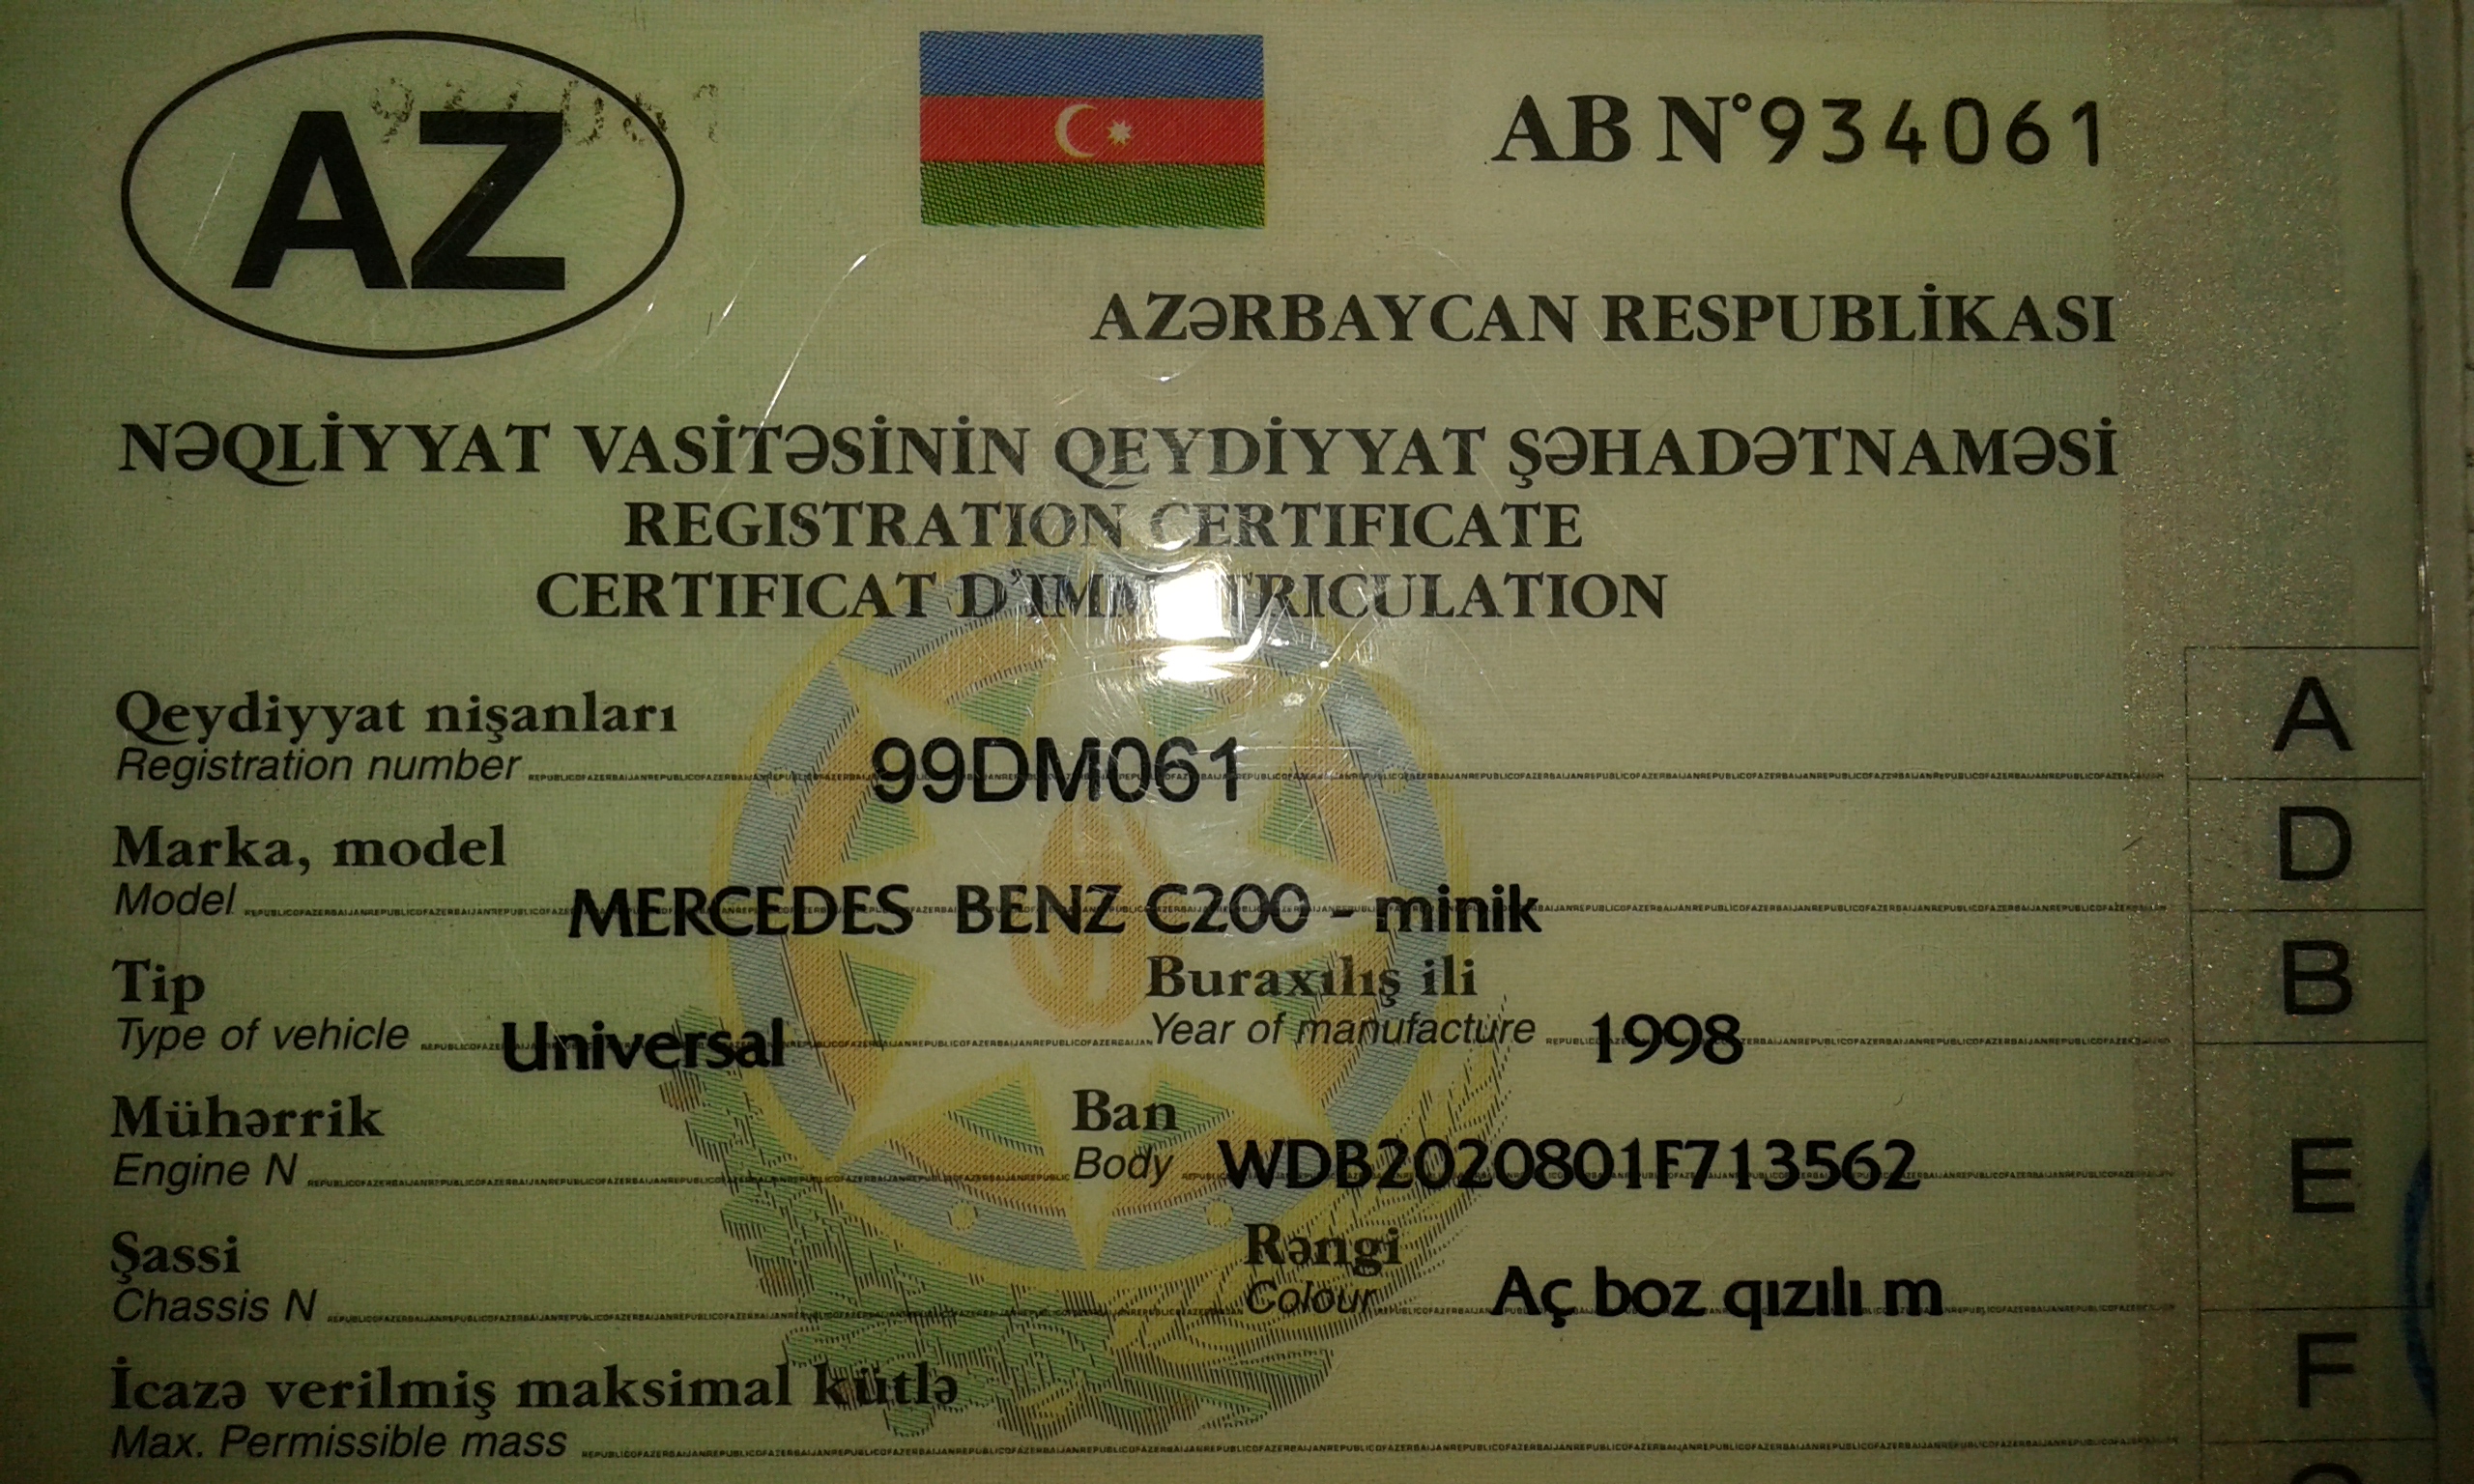 AZ
AB N°934061
AZƏRBAYCAN RESPUBLİKASI
NƏQLİYYAT VASİTƏSİNİN QEYDİYYAT ŞƏHADƏTNAMƏSİ
REGISTRATION CERTIFICATE
CERTIFICAT D'IMMATRICULATION
Qeydiyyat nişanları
Registration number 99DM061
A
Marka, model
Model MERCEDES BENZ C200 - minik
D
Tip
Type of vehicle Universal
Buraxılış ili
Year of manufacture 1998
B
Mühərrik
Engine N
Ban
Body WDB2020801F713562
E
Şassi
Chassis N
Rəngi
Colour Aç boz qızılı m
İcazə verilmiş maksimal kütlə
Max. Permissible mass
F